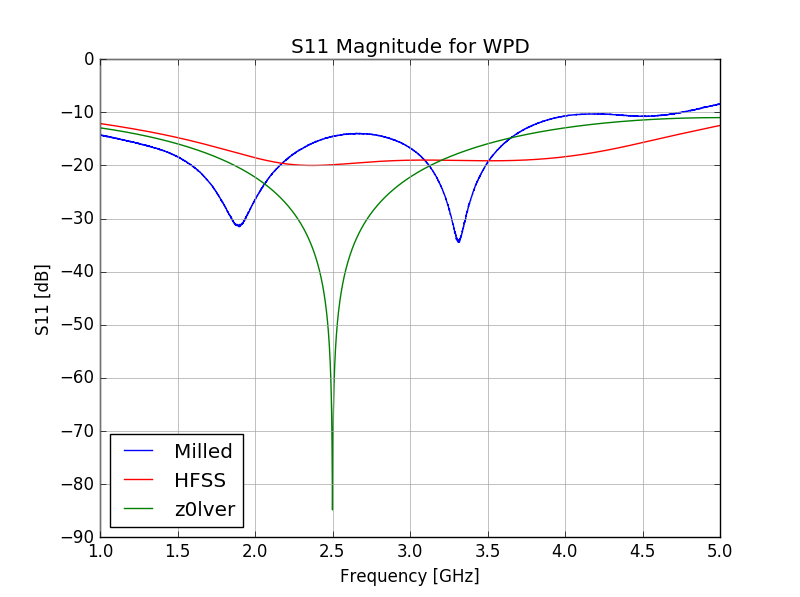 S11 Magnitude for WPD
0
−10
−20
−30
−40
−50
−60
−70
−80
−90
S11 [dB]
Milled
HFSS
z0lver
1.0 1.5 2.0 2.5 3.0 3.5 4.0 4.5 5.0
Frequency [GHz]